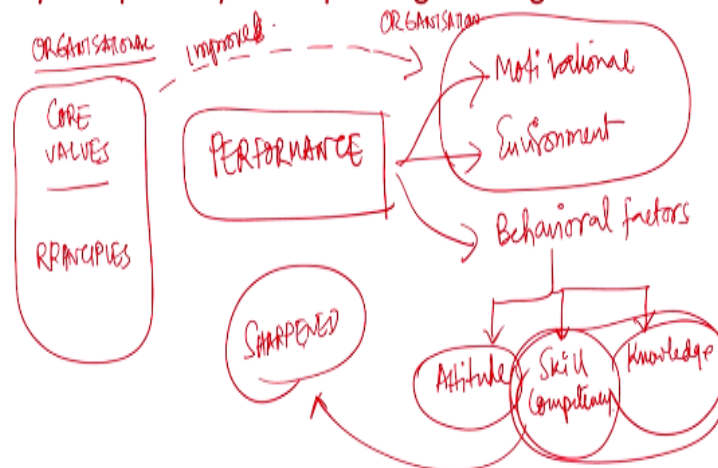 ORGANISATIONAL
CORE
VALUES
PRINCIPLES
improves
ORGANISATION
PERFORMANCE
Motivational
Environment
Behavioral factors
SHARPENED
Attitude
Skill
Competency
Knowledge